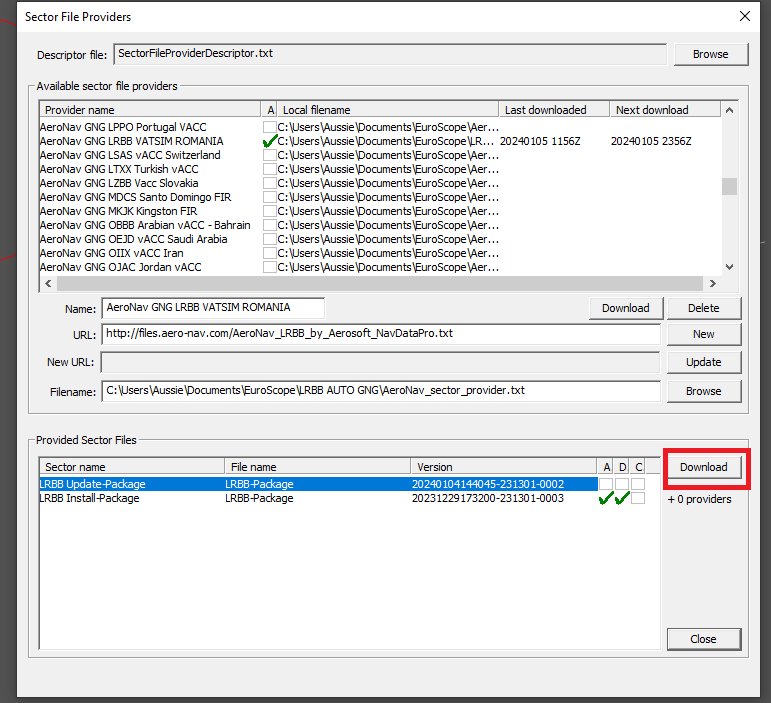 Sector File Providers
Descriptor file: SectorFileProviderDescriptor.txt Browse
Available sector file providers
Provider name A Local filename Last downloaded Next download
AeroNav GNG LPPO Portugal VACC C:\Users\Aussie\Documents\EuroScope\Aer...
AeroNav GNG LRBB VATSIM ROMANIA C:\Users\Aussie\Documents\EuroScope\LR... 20240105 1156Z 20240105 2356Z
AeroNav GNG LSAS vACC Switzerland C:\Users\Aussie\Documents\EuroScope\Aer...
AeroNav GNG LTXX Turkish vACC C:\Users\Aussie\Documents\EuroScope\Aer...
AeroNav GNG LZBB Vacc Slovakia C:\Users\Aussie\Documents\EuroScope\Aer...
AeroNav GNG MDCS Santo Domingo FIR C:\Users\Aussie\Documents\EuroScope\Aer...
AeroNav GNG MKJK Kingston FIR C:\Users\Aussie\Documents\EuroScope\Aer...
AeroNav GNG OBBB Arabian vACC - Bahrain C:\Users\Aussie\Documents\EuroScope\Aer...
AeroNav GNG OEJD vACC Saudi Arabia C:\Users\Aussie\Documents\EuroScope\Aer...
AeroNav GNG OIIX vACC Iran C:\Users\Aussie\Documents\EuroScope\Aer...
AeroNav GNG OJAC Jordan vACC C:\Users\Aussie\Documents\EuroScope\Aer...
Name: AeroNav GNG LRBB VATSIM ROMANIA Download Delete
URL: http://files.aero-nav.com/AeroNav_LRBB_by_Aerosoft_NavDataPro.txt New
New URL: Update
Filename: C:\Users\Aussie\Documents\EuroScope\LRBB AUTO GNG\AeroNav_sector_provider.txt Browse
Provided Sector Files
Sector name File name Version A D C Download
LRBB Update-Package LRBB-Package 20240104144045-231301-0002
LRBB Install-Package LRBB-Package 20231229173200-231301-0003 + 0 providers
Close